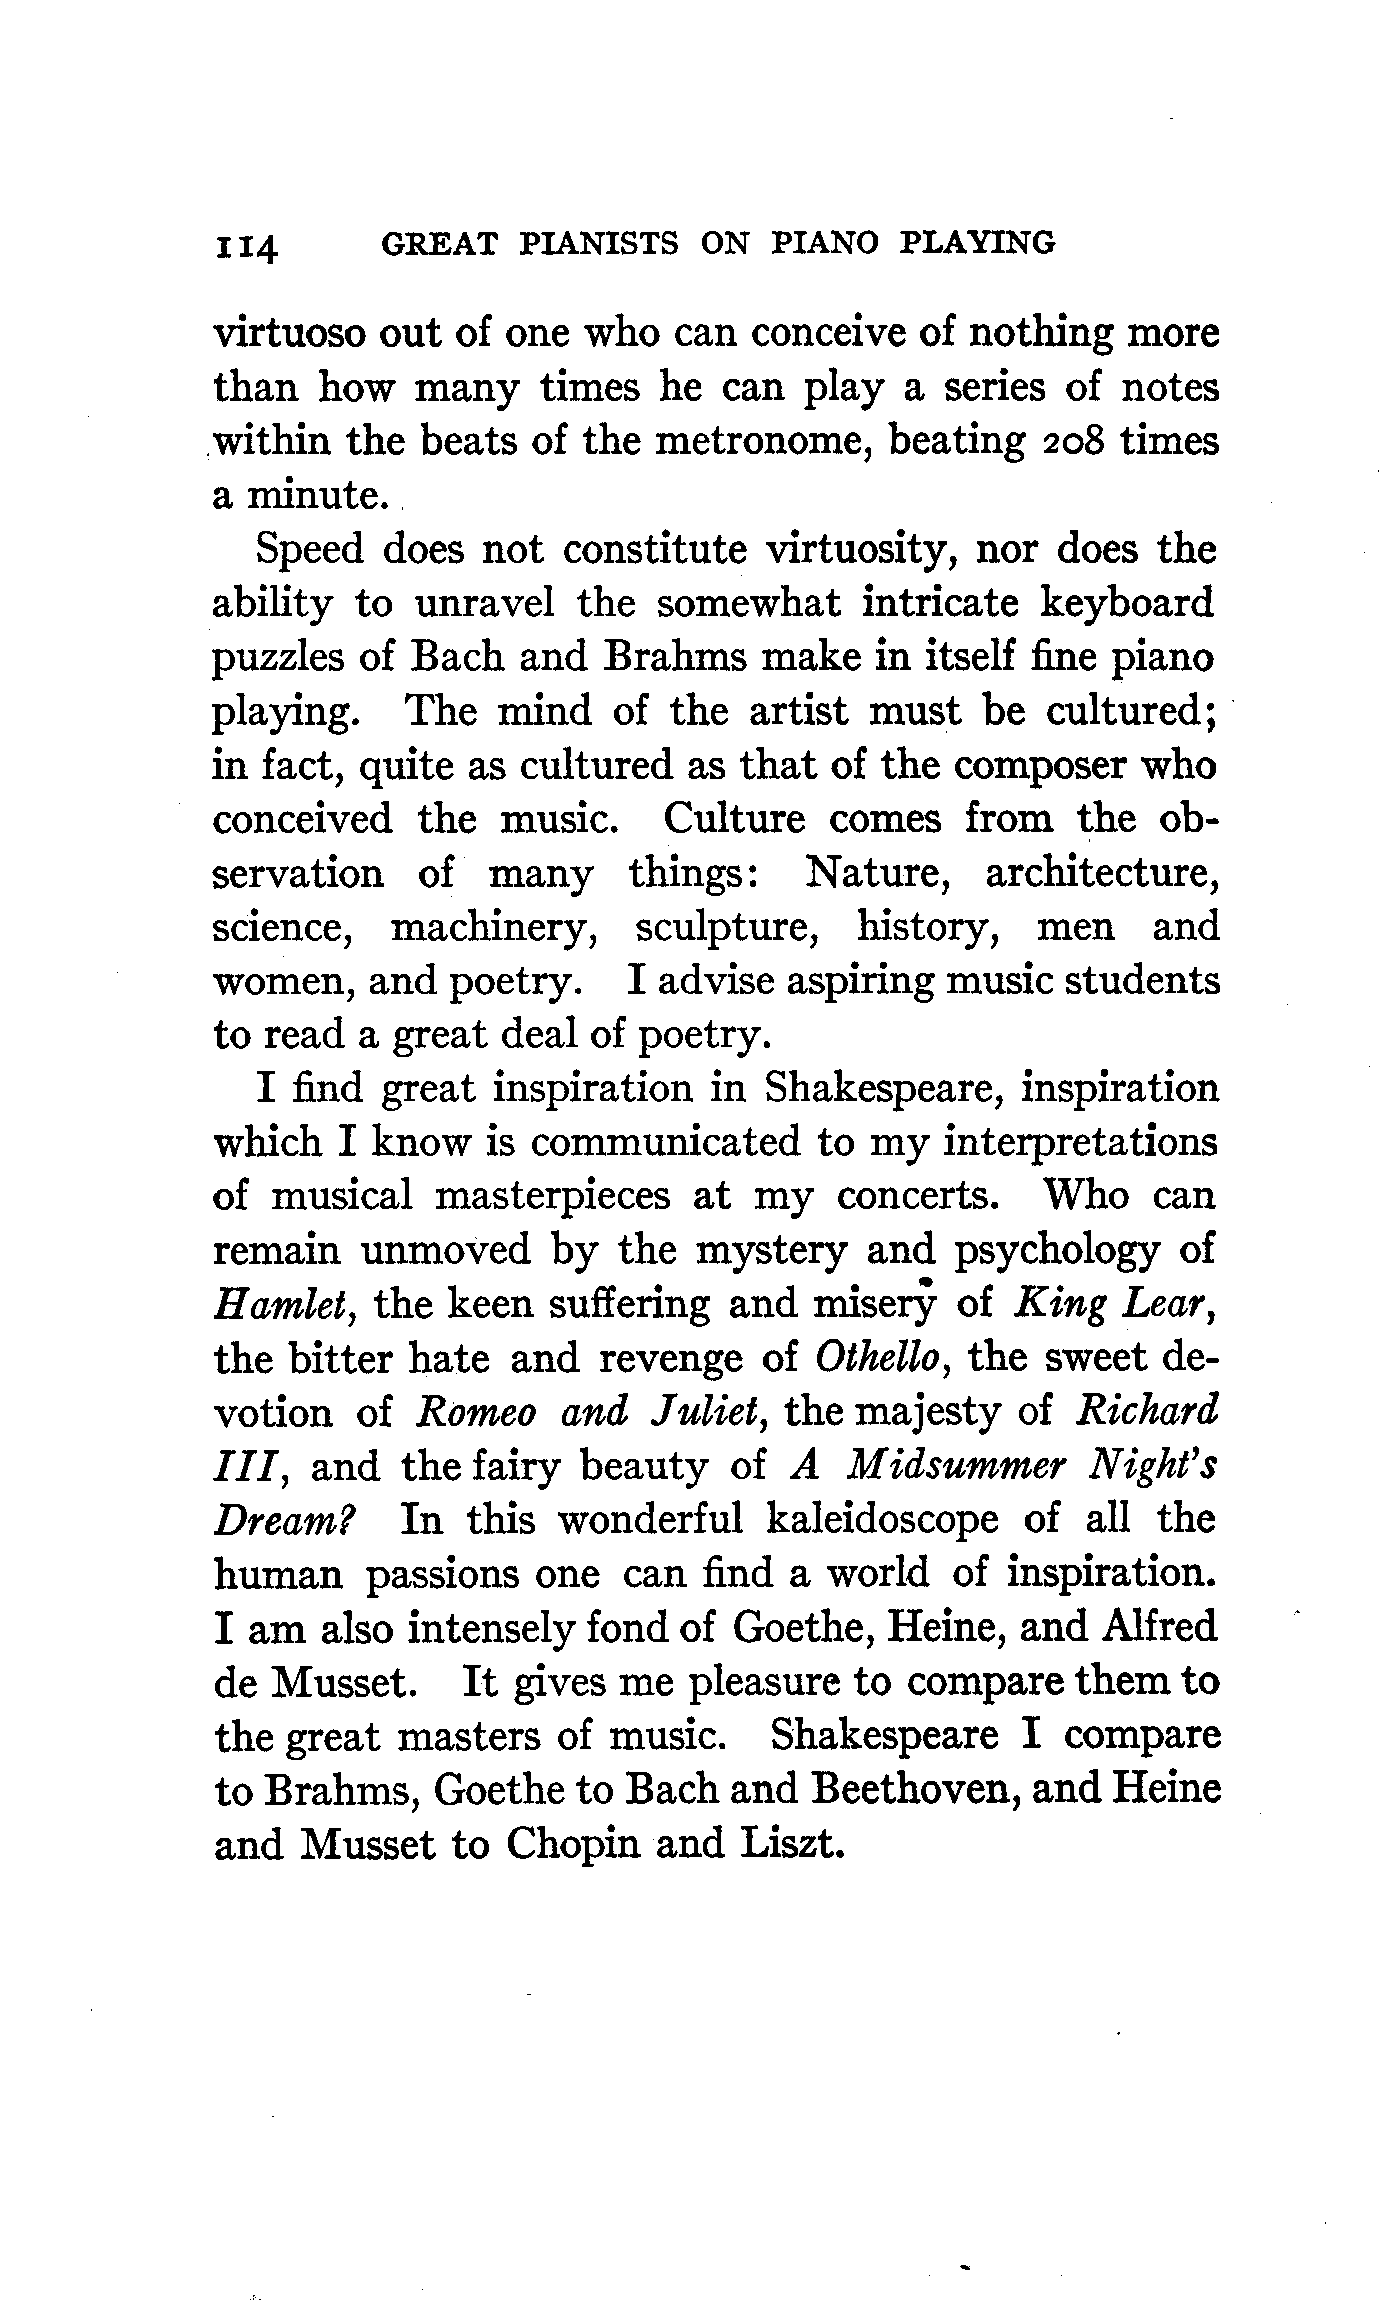 114 GREAT PIANISTS ON PIANO PLAYING
virtuoso out of one who can conceive of nothing more
than how many times he can play a series of notes
within the beats of the metronome, beating 208 times
a minute.
Speed does not constitute virtuosity, nor does the
ability to unravel the somewhat intricate keyboard
puzzles of Bach and Brahms make in itself fine piano
playing. The mind of the artist must be cultured;
in fact, quite as cultured as that of the composer who
conceived the music. Culture comes from the ob-
servation of many things: Nature, architecture,
science, machinery, sculpture, history, men and
women, and poetry. I advise aspiring music students
to read a great deal of poetry.
I find great inspiration in Shakespeare, inspiration
which I know is communicated to my interpretations
of musical masterpieces at my concerts. Who can
remain unmoved by the mystery and psychology of
Hamlet, the keen suffering and misery of King Lear,
the bitter hate and revenge of Othello, the sweet de-
votion of Romeo and Juliet, the majesty of Richard
III, and the fairy beauty of A Midsummer Night's
Dream? In this wonderful kaleidoscope of all the
human passions one can find a world of inspiration.
I am also intensely fond of Goethe, Heine, and Alfred
de Musset. It gives me pleasure to compare them to
the great masters of music. Shakespeare I compare
to Brahms, Goethe to Bach and Beethoven, and Heine
and Musset to Chopin and Liszt.